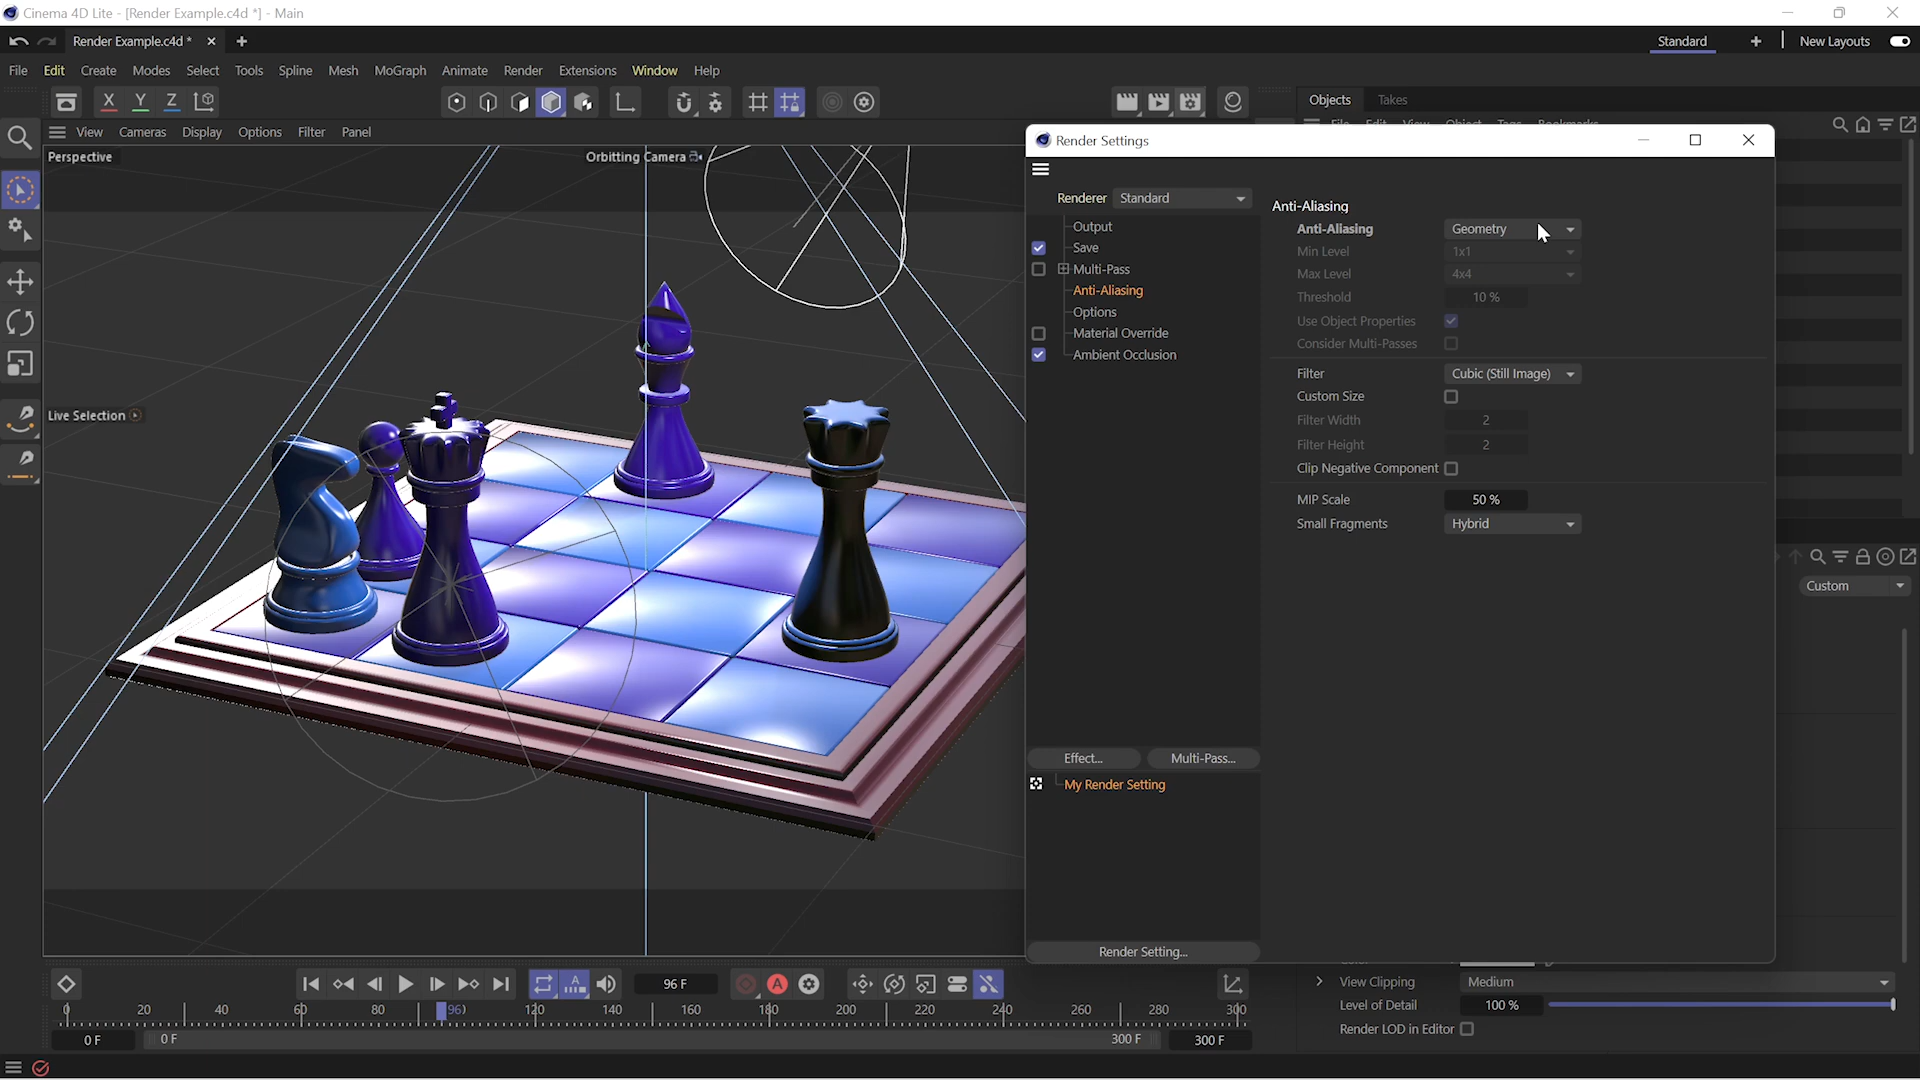 Cinema 4D Lite - [Render Example.c4d *] - Main
Render Example.c4d *
Standard
New Layouts
File Edit Create Modes Select Tools Spline Mesh MoGraph Animate Render Extensions Window Help
X Y Z
Objects Takes
File Edit View Object Tags Bookmarks
View Cameras Display Options Filter Panel
Perspective
Orbitting Camera
Live Selection
Render Settings
Renderer Standard
Output
Save
Multi-Pass
Anti-Aliasing
Options
Material Override
Ambient Occlusion
Effect...
Multi-Pass...
My Render Setting
Render Setting...
Anti-Aliasing
Anti-Aliasing Geometry
Min Level 1x1
Max Level 4x4
Threshold 10 %
Use Object Properties
Consider Multi-Passes
Filter Cubic (Still Image)
Custom Size
Filter Width 2
Filter Height 2
Clip Negative Component
MIP Scale 50 %
Small Fragments Hybrid
Custom
View Clipping Medium
Level of Detail 100 %
Render LOD in Editor
96 F
A
0 20 40 60 80 96 120 140 160 180 200 220 240 260 280 300
0 F
0 F
300 F
300 F